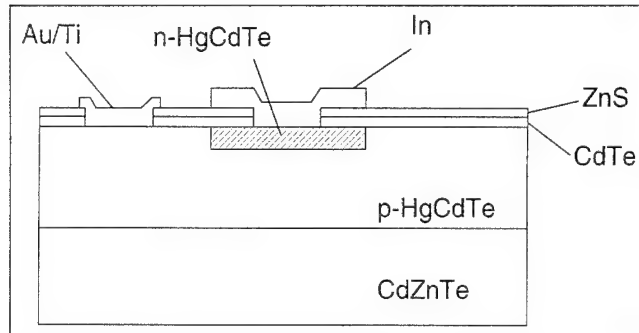 n-HgCdTe
In
Au/Ti
ZnS
CdTe
p-HgCdTe
CdZnTe